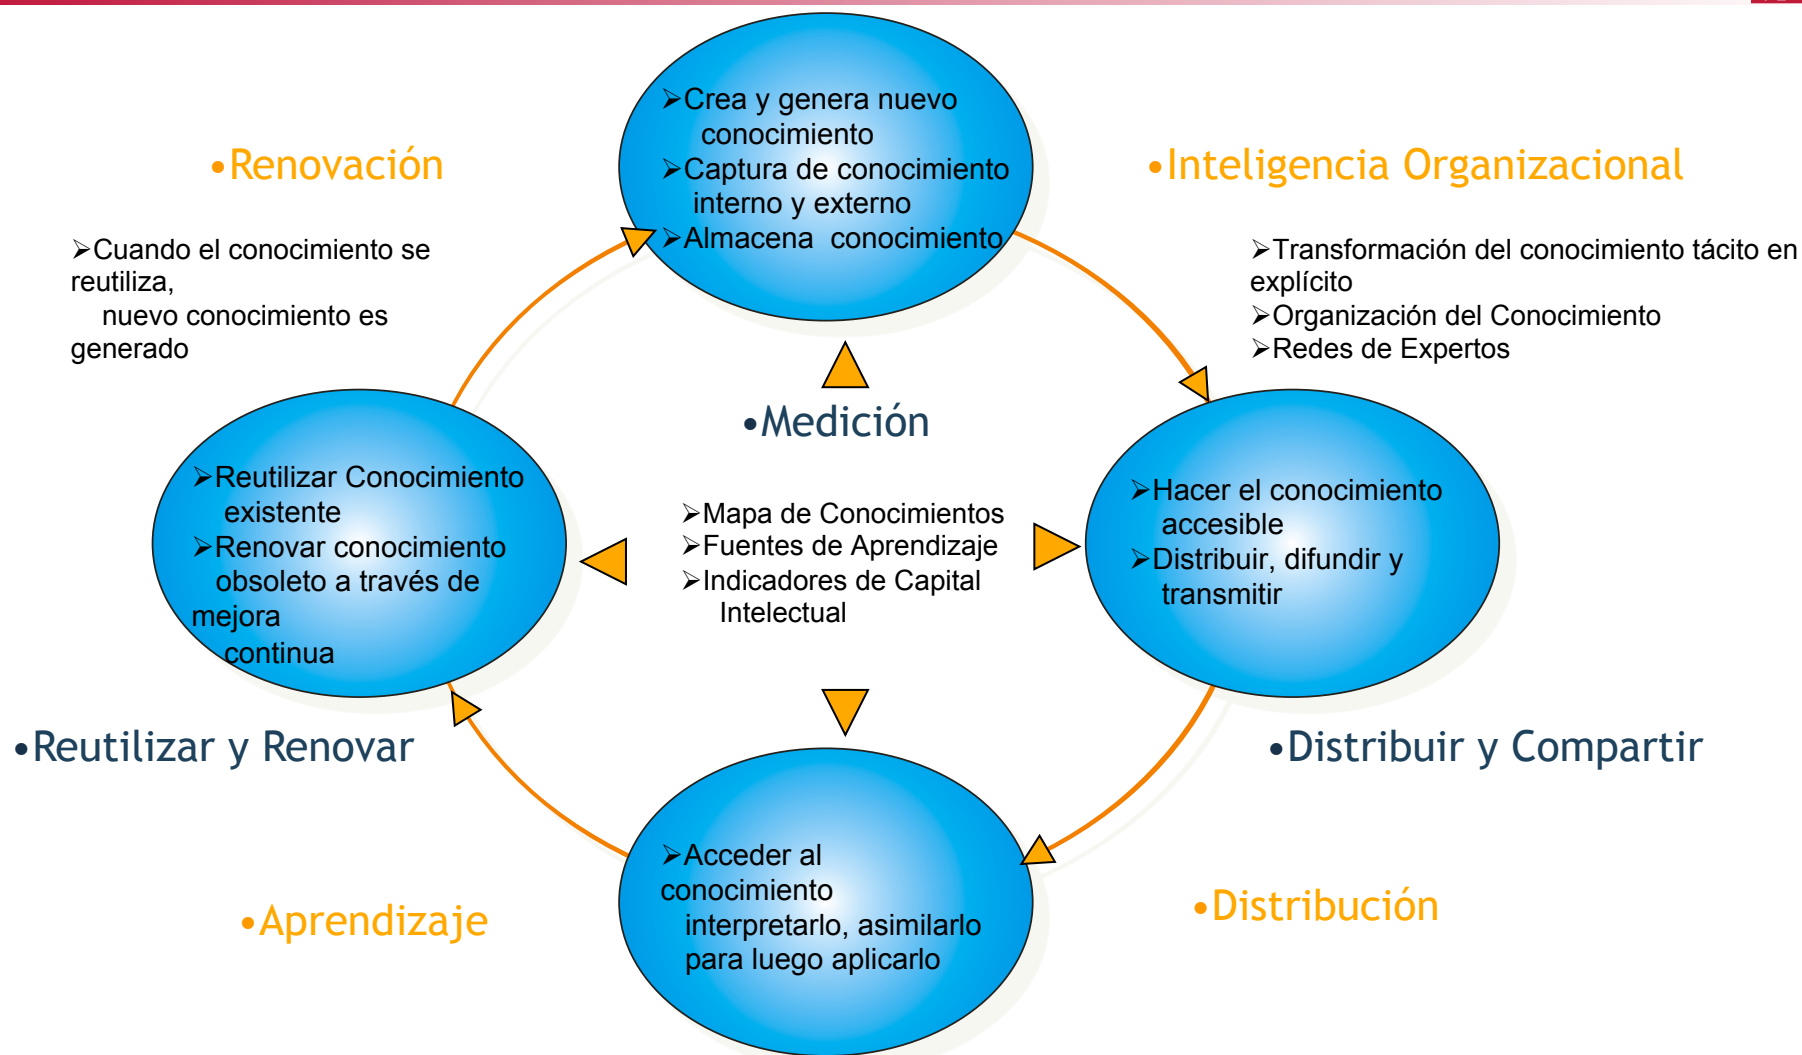 ➢Crea y genera nuevo
conocimiento
➢Captura de conocimiento
interno y externo
➢Almacena conocimiento
•Renovación
➢Cuando el conocimiento se
reutiliza,
nuevo conocimiento es
generado
•Inteligencia Organizacional
➢Transformación del conocimiento tácito en
explícito
➢Organización del Conocimiento
➢Redes de Expertos
•Medición
➢Mapa de Conocimientos
➢Fuentes de Aprendizaje
➢Indicadores de Capital
Intelectual
➢Reutilizar Conocimiento
existente
➢Renovar conocimiento
obsoleto a través de
mejora
continua
➢Hacer el conocimiento
accesible
➢Distribuir, difundir y
transmitir
•Reutilizar y Renovar
•Distribuir y Compartir
➢Acceder al
conocimiento
interpretarlo, asimilarlo
para luego aplicarlo
•Aprendizaje
•Distribución